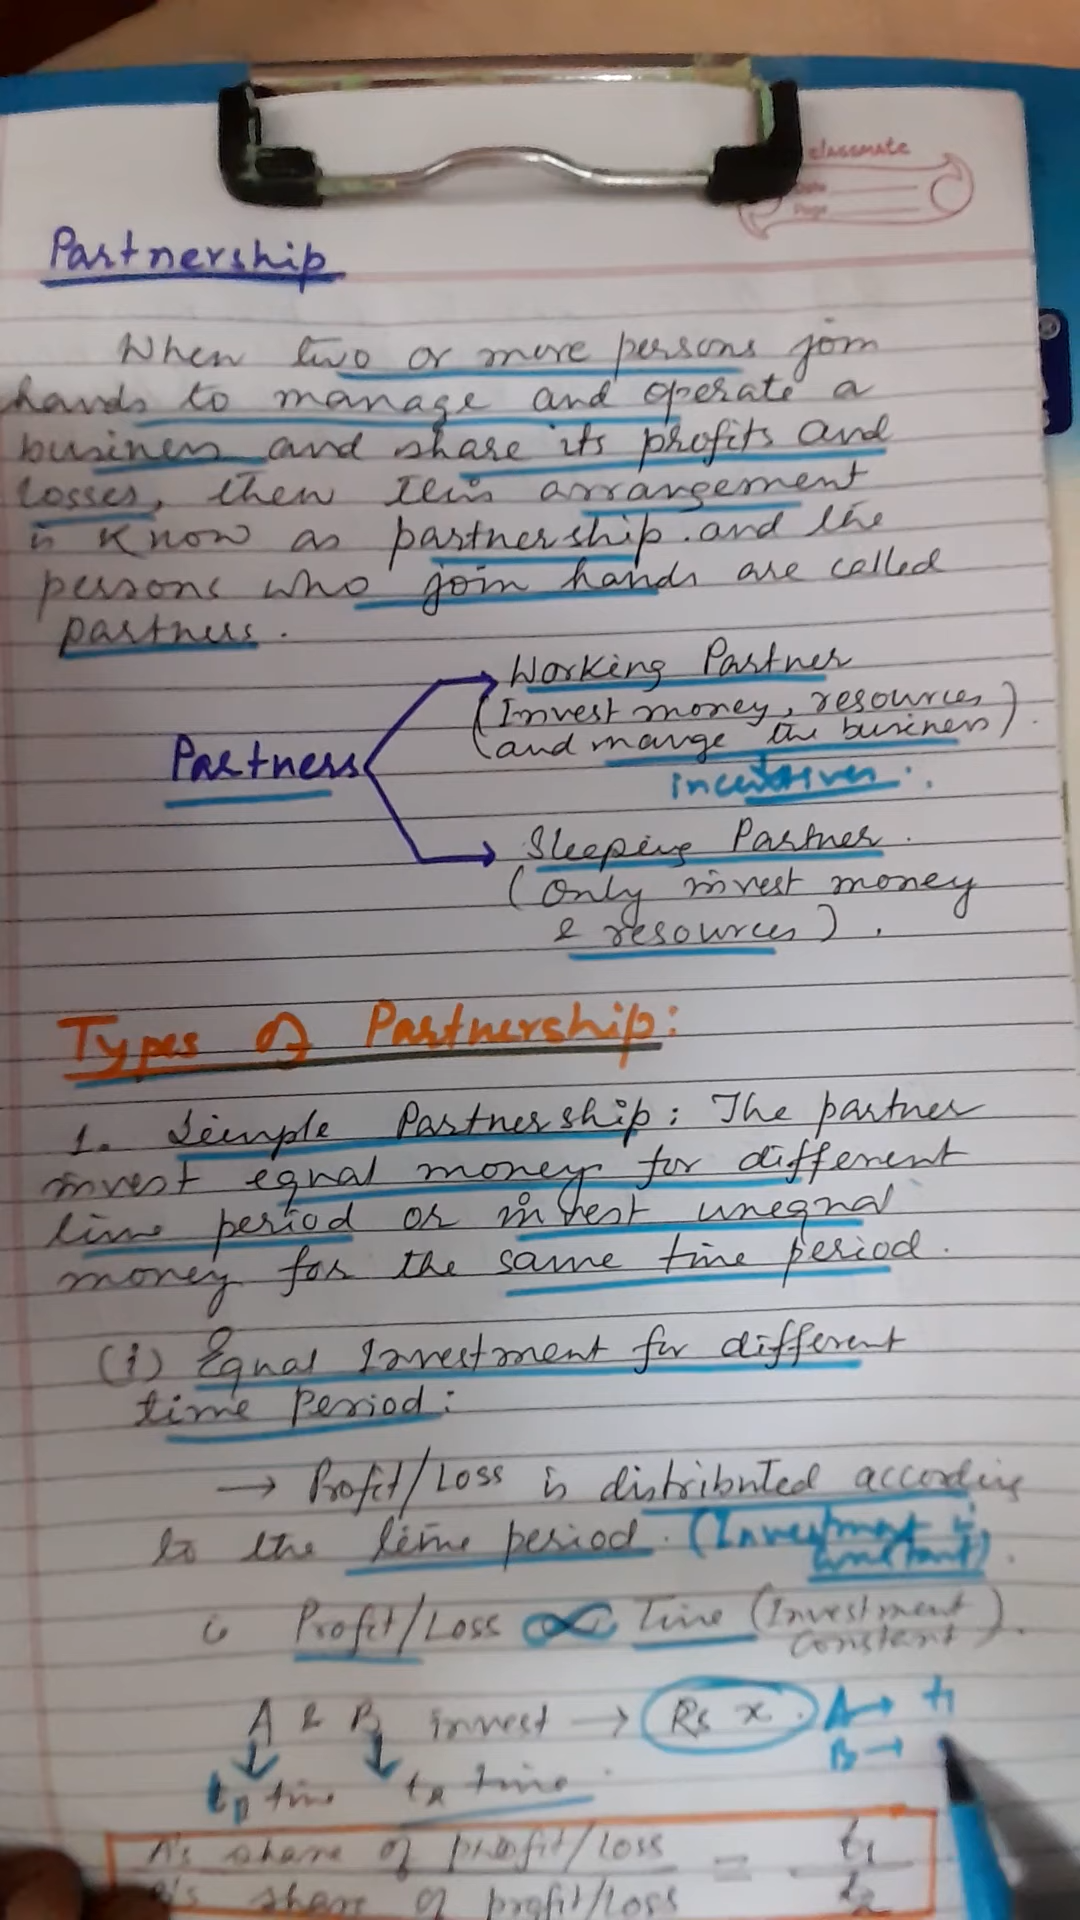 classmate
Date
Page
Partnership
When two or more persons join
hands to manage and operate a
business and share its profits and
losses, then this arrangement
is know as partnership. and the
persons who join hands are called
partners.
Working Partner
(Invest money, resources
and mange the business).
Partners
incentives.
Sleeping Partner.
(Only invest money
& resources).
Types of Partnership:
1. Simple Partnership: The partner
invest equal money for different
time period or invest unequal
money for the same time period.
(i) Equal Investment for different
time Period:
→ Profit/Loss is distributed according
to the time period. (Investment is
constant).
Profit/Loss ∝ Time (Investment
constant).
A & B invest → Rs x. A → t1
B →
time time
A's share of profit/loss = t1
B's share of profit/loss t2